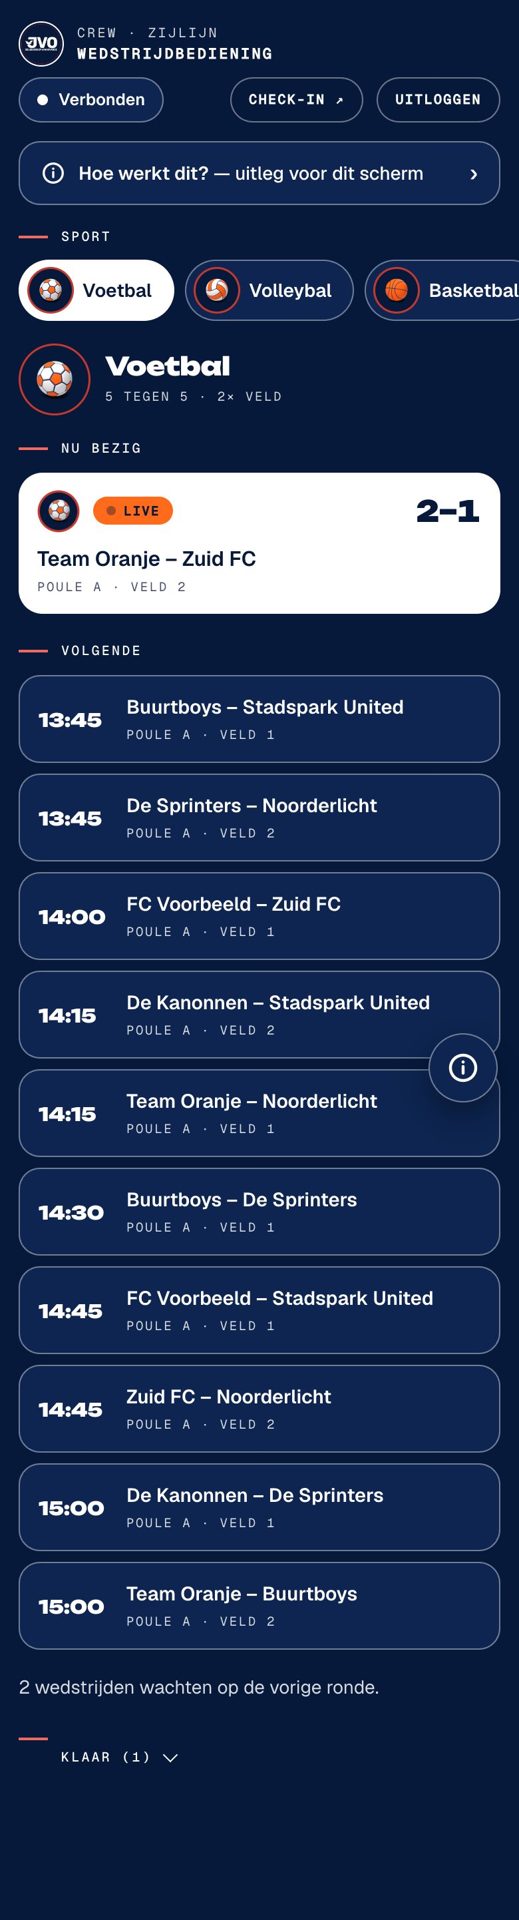 JVO
CREW · ZIJLIJN
WEDSTRIJDBEDIENING
Verbonden
CHECK-IN ↗
UITLOGGEN
Hoe werkt dit? — uitleg voor dit scherm
SPORT
Voetbal
Volleybal
Basketbal
Voetbal
5 TEGEN 5 · 2× VELD
NU BEZIG
LIVE
2–1
Team Oranje – Zuid FC
POULE A · VELD 2
VOLGENDE
13:45
Buurtboys – Stadspark United
POULE A · VELD 1
13:45
De Sprinters – Noorderlicht
POULE A · VELD 2
14:00
FC Voorbeeld – Zuid FC
POULE A · VELD 1
14:15
De Kanonnen – Stadspark United
POULE A · VELD 2
14:15
Team Oranje – Noorderlicht
POULE A · VELD 1
14:30
Buurtboys – De Sprinters
POULE A · VELD 1
14:45
FC Voorbeeld – Stadspark United
POULE A · VELD 1
14:45
Zuid FC – Noorderlicht
POULE A · VELD 2
15:00
De Kanonnen – De Sprinters
POULE A · VELD 1
15:00
Team Oranje – Buurtboys
POULE A · VELD 2
2 wedstrijden wachten op de vorige ronde.
KLAAR (1)